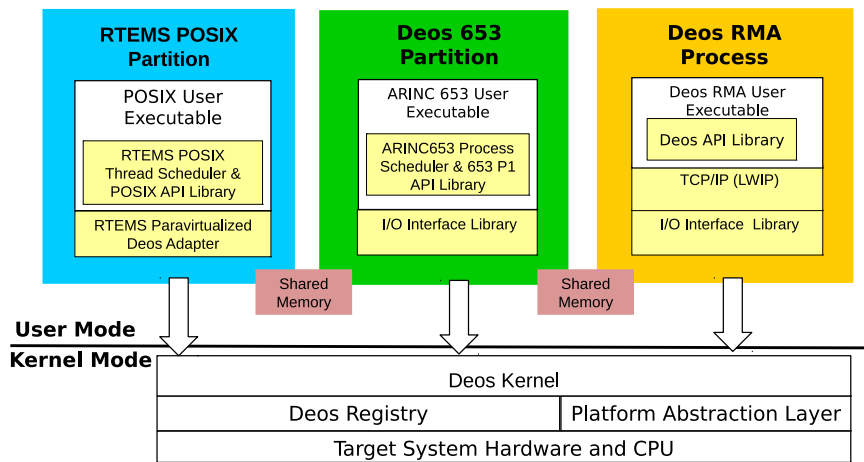 RTEMS POSIX
Partition
POSIX User
Executable
RTEMS POSIX
Thread Scheduler &
POSIX API Library
RTEMS Paravirtualized
Deos Adapter
Deos 653
Partition
ARINC 653 User
Executable
ARINC653 Process
Scheduler & 653 P1
API Library
I/O Interface Library
Deos RMA
Process
Deos RMA User
Executable
Deos API Library
TCP/IP (LWIP)
I/O Interface Library
Shared
Memory
Shared
Memory
User Mode
Kernel Mode
Deos Kernel
Deos Registry
Platform Abstraction Layer
Target System Hardware and CPU